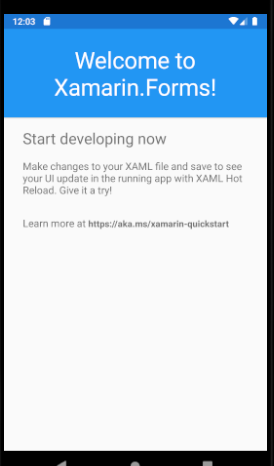 12:03
Welcome to
Xamarin.Forms!
Start developing now
Make changes to your XAML file and save to see
your UI update in the running app with XAML Hot
Reload. Give it a try!
Learn more at https://aka.ms/xamarin-quickstart